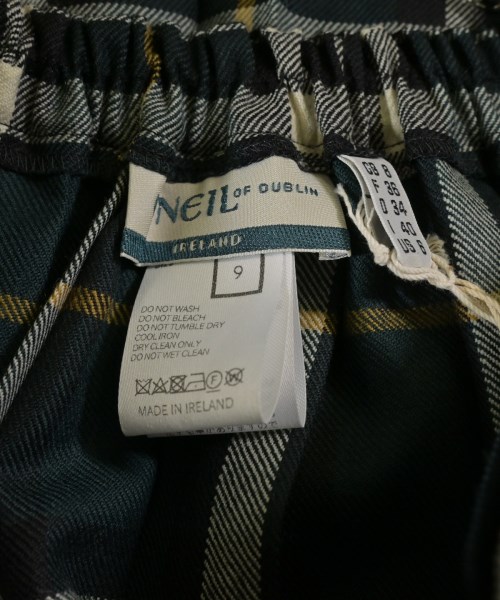 NEIL OF DUBLIN
IRELAND
GB 8
F 36
D 34
I 40
US 6
9
DO NOT WASH
DO NOT BLEACH
DO NOT TUMBLE DRY
COOL IRON
DRY CLEAN ONLY
DO NOT WET CLEAN
MADE IN IRELAND